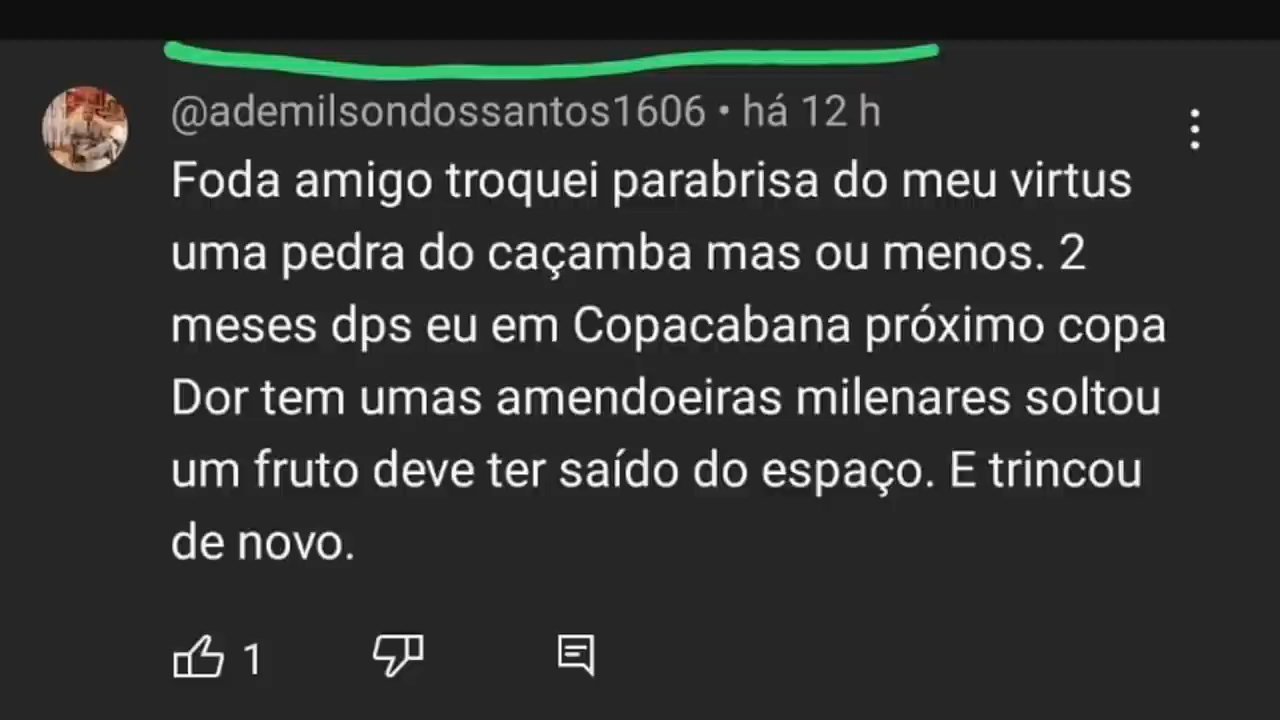 @ademilsondossantos1606 • há 12 h
Foda amigo troquei parabrisa do meu virtus
uma pedra do caçamba mas ou menos. 2
meses dps eu em Copacabana próximo copa
Dor tem umas amendoeiras milenares soltou
um fruto deve ter saído do espaço. E trincou
de novo.
1